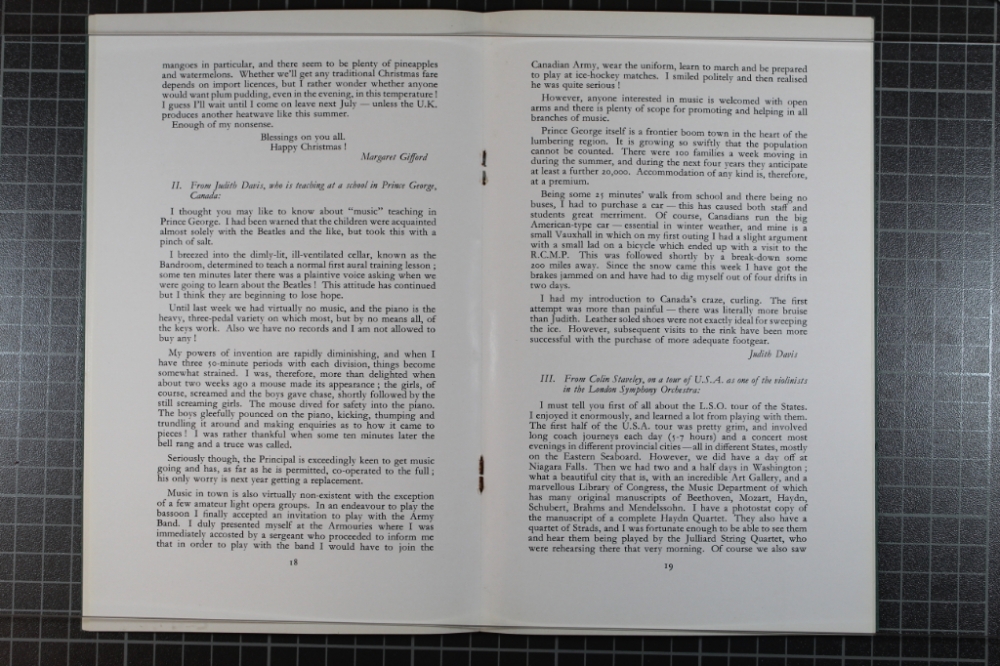 mangoes in particular, and there seem to be plenty of pineapples
and watermelons. Whether we'll get any traditional Christmas fare
depends on import licences, but I rather wonder whether anyone
would want plum pudding, even in the evening, in this temperature !
I guess I'll wait until I come on leave next July — unless the U.K.
produces another heatwave like this summer.
Enough of my nonsense.
Blessings on you all.
Happy Christmas !
Margaret Gifford
II. From Judith Davis, who is teaching at a school in Prince George,
Canada:
I thought you may like to know about "music" teaching in
Prince George. I had been warned that the children were acquainted
almost solely with the Beatles and the like, but took this with a
pinch of salt.
I breezed into the dimly-lit, ill-ventilated cellar, known as the
Bandroom, determined to teach a normal first aural training lesson ;
some ten minutes later there was a plaintive voice asking when we
were going to learn about the Beatles ! This attitude has continued
but I think they are beginning to lose hope.
Until last week we had virtually no music, and the piano is the
heavy, three-pedal variety on which most, but by no means all, of
the keys work. Also we have no records and I am not allowed to
buy any !
My powers of invention are rapidly diminishing, and when I
have three 50-minute periods with each division, things become
somewhat strained. I was, therefore, more than delighted when
about two weeks ago a mouse made its appearance ; the girls, of
course, screamed and the boys gave chase, shortly followed by the
still screaming girls. The mouse dived for safety into the piano.
The boys gleefully pounced on the piano, kicking, thumping and
trundling it around and making enquiries as to how it came to
pieces ! I was rather thankful when some ten minutes later the
bell rang and a truce was called.
Seriously though, the Principal is exceedingly keen to get music
going and has, as far as he is permitted, co-operated to the full ;
his only worry is next year getting a replacement.
Music in town is also virtually non-existent with the exception
of a few amateur light opera groups. In an endeavour to play the
bassoon I finally accepted an invitation to play with the Army
Band. I duly presented myself at the Armouries where I was
immediately accosted by a sergeant who proceeded to inform me
that in order to play with the band I would have to join the
18
Canadian Army, wear the uniform, learn to march and be prepared
to play at ice-hockey matches. I smiled politely and then realised
he was quite serious !
However, anyone interested in music is welcomed with open
arms and there is plenty of scope for promoting and helping in all
branches of music.
Prince George itself is a frontier boom town in the heart of the
lumbering region. It is growing so swiftly that the population
cannot be counted. There were 100 families a week moving in
during the summer, and during the next four years they anticipate
at least a further 20,000. Accommodation of any kind is, therefore,
at a premium.
Being some 25 minutes' walk from school and there being no
buses, I had to purchase a car — this has caused both staff and
students great merriment. Of course, Canadians run the big
American-type car — essential in winter weather, and mine is a
small Vauxhall in which on my first outing I had a slight argument
with a small lad on a bicycle which ended up with a visit to the
R.C.M.P. This was followed shortly by a break-down some
200 miles away. Since the snow came this week I have got the
brakes jammed on and have had to dig myself out of four drifts in
two days.
I had my introduction to Canada's craze, curling. The first
attempt was more than painful — there was literally more bruise
than Judith. Leather soled shoes were not exactly ideal for sweeping
the ice. However, subsequent visits to the rink have been more
successful with the purchase of more adequate footgear.
Judith Davis
III. From Colin Staveley, on a tour of U.S.A. as one of the violinists
in the London Symphony Orchestra:
I must tell you first of all about the L.S.O. tour of the States.
I enjoyed it enormously, and learned a lot from playing with them.
The first half of the U.S.A. tour was pretty grim, and involved
long coach journeys each day (5-7 hours) and a concert most
evenings in different provincial cities — all in different States, mostly
on the Eastern Seaboard. However, we did have a day off at
Niagara Falls. Then we had two and a half days in Washington ;
what a beautiful city that is, with an incredible Art Gallery, and a
marvellous Library of Congress, the Music Department of which
has many original manuscripts of Beethoven, Mozart, Haydn,
Schubert, Brahms and Mendelssohn. I have a photostat copy of
the manuscript of a complete Haydn Quartet. They also have a
quartet of Strads, and I was fortunate enough to be able to see them
and hear them being played by the Julliard String Quartet, who
were rehearsing there that very morning. Of course we also saw
19